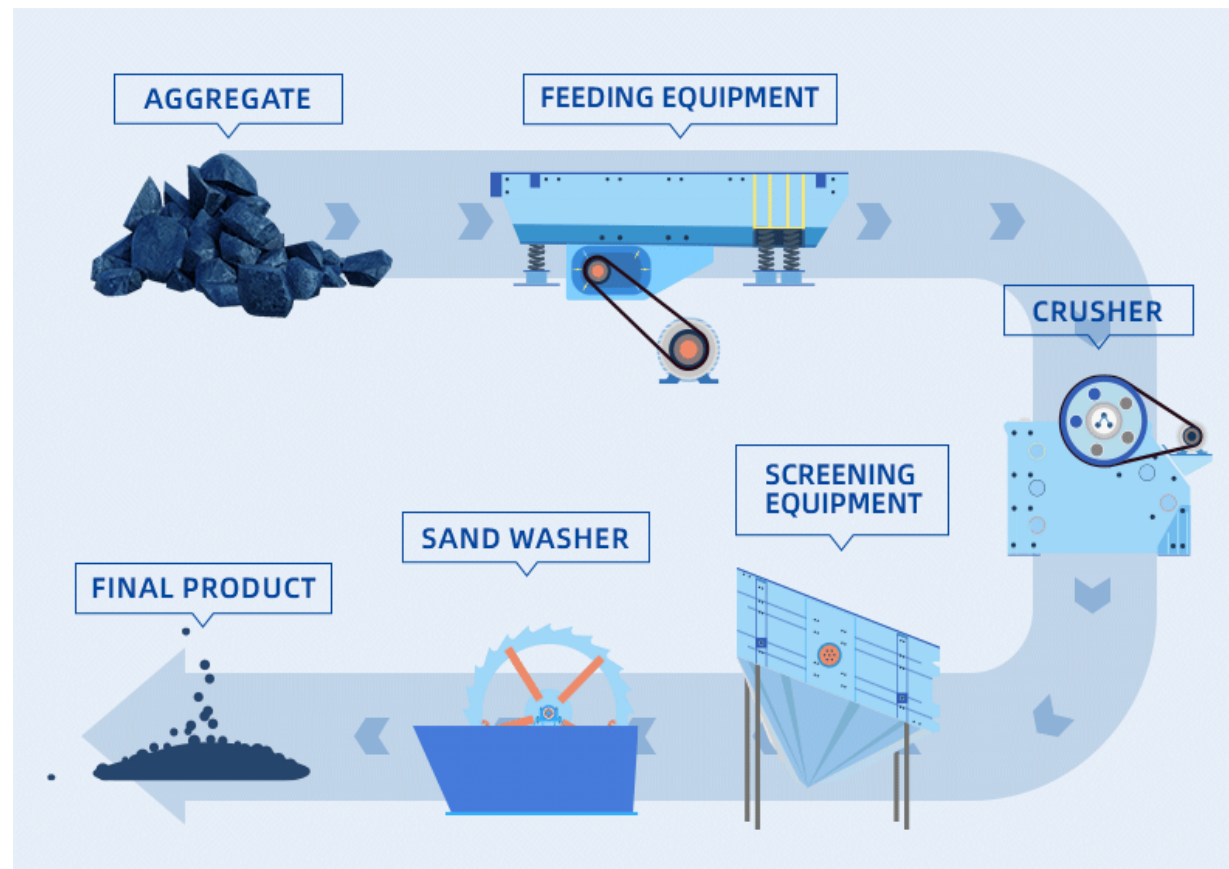 AGGREGATE
FEEDING EQUIPMENT
CRUSHER
SCREENING
EQUIPMENT
SAND WASHER
FINAL PRODUCT